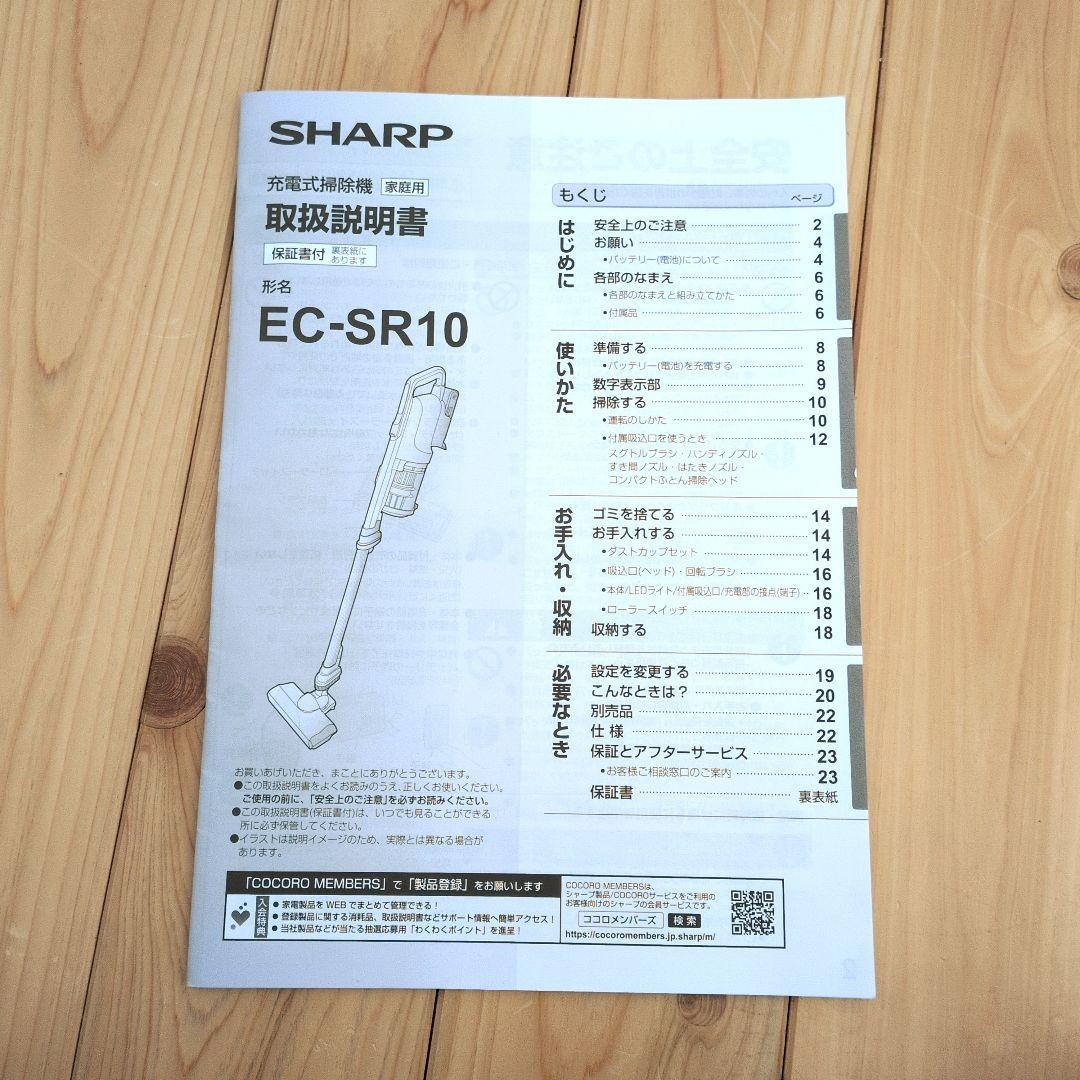 SHARP
充電式掃除機 家庭用
取扱説明書
保証書付 裏表紙に
あります
形名
EC-SR10
お買いあげいただき、まことにありがとうございます。
●この取扱説明書をよくお読みのうえ、正しくお使いください。
ご使用の前に、「安全上のご注意」を必ずお読みください。
●この取扱説明書(保証書付)は、いつでも見ることができる
所に必ず保管してください。
●イラストは説明イメージのため、実際とは異なる場合が
あります。
もくじ ページ
はじめに
安全上のご注意 2
お願い 4
•バッテリー(電池)について 4
各部のなまえ 6
•各部のなまえと組み立てかた 6
•付属品 6
使いかた
準備する 8
•バッテリー(電池)を充電する 8
数字表示部 9
掃除する 10
•運転のしかた 10
•付属吸込口を使うとき 12
スグトルブラシ・ハンディノズル・
すき間ノズル・はたきノズル・
コンパクトふとん掃除ヘッド
お手入れ・収納
ゴミを捨てる 14
お手入れする 14
•ダストカップセット 14
•吸込口(ヘッド)・回転ブラシ 16
•本体/LEDライト/付属吸込口/充電部の接点(端子) 16
•ローラースイッチ 18
収納する 18
必要なとき
設定を変更する 19
こんなときは？ 20
別売品 22
仕様 22
保証とアフターサービス 23
•お客様ご相談窓口のご案内 23
保証書 裏表紙
「COCORO MEMBERS」で「製品登録」をお願いします
入会特典
● 家電製品を WEB でまとめて管理できる！
● 登録製品に関する消耗品、取扱説明書などサポート情報へ簡単アクセス！
● 当社製品などが当たる抽選応募用「わくわくポイント」を進呈！
COCORO MEMBERSは、
シャープ製品/COCOROサービスをご利用の
お客様向けのシャープの会員サービスです。
ココロメンバーズ 検索
https://cocoromembers.jp.sharp/m/